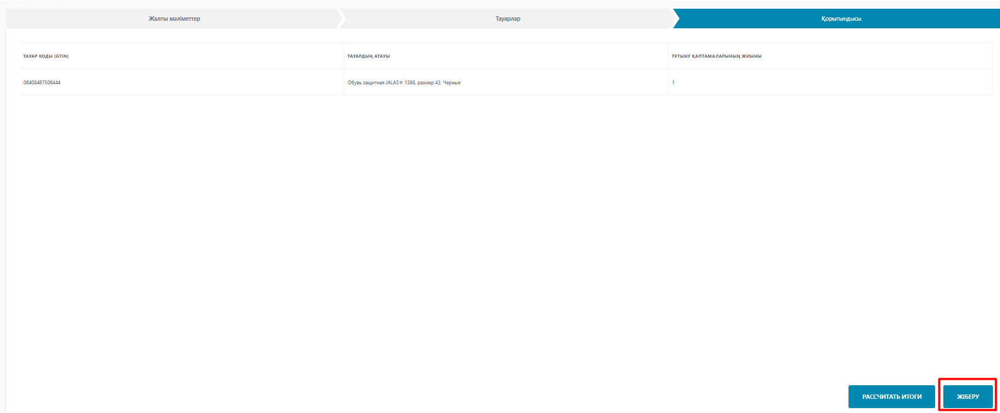 Жалпы мәліметтер
Тауарлар
Қорытындысы
ТАУАР КОДЫ (GTIN)
ТАУАРДЫҢ АТАУЫ
ТҰТЫНУ ҚАПТАМАЛАРЫНЫҢ ЖИЫНЫ
06408487506444
Обувь защитная JALAS® 1388, размер 43. Черные
1
РАССЧИТАТЬ ИТОГИ
ЖІБЕРУ